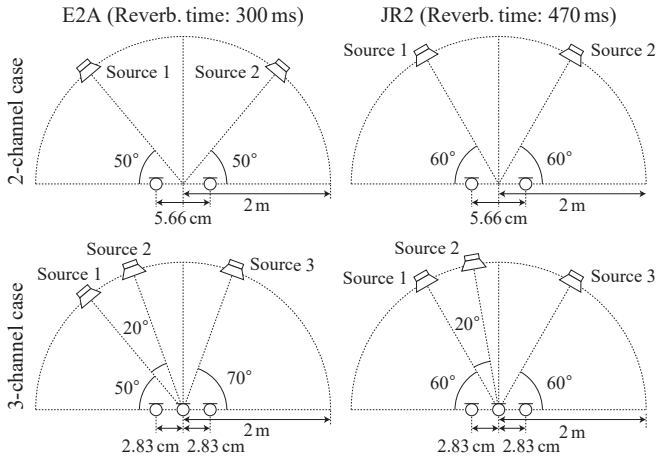 E2A (Reverb. time: 300 ms)
JR2 (Reverb. time: 470 ms)
2-channel case
Source 1
Source 2
50°
50°
2 m
5.66 cm
Source 1
Source 2
60°
60°
2 m
5.66 cm
3-channel case
Source 2
Source 1
Source 3
20°
50°
70°
2 m
2.83 cm
2.83 cm
Source 2
Source 1
Source 3
20°
60°
60°
2 m
2.83 cm
2.83 cm